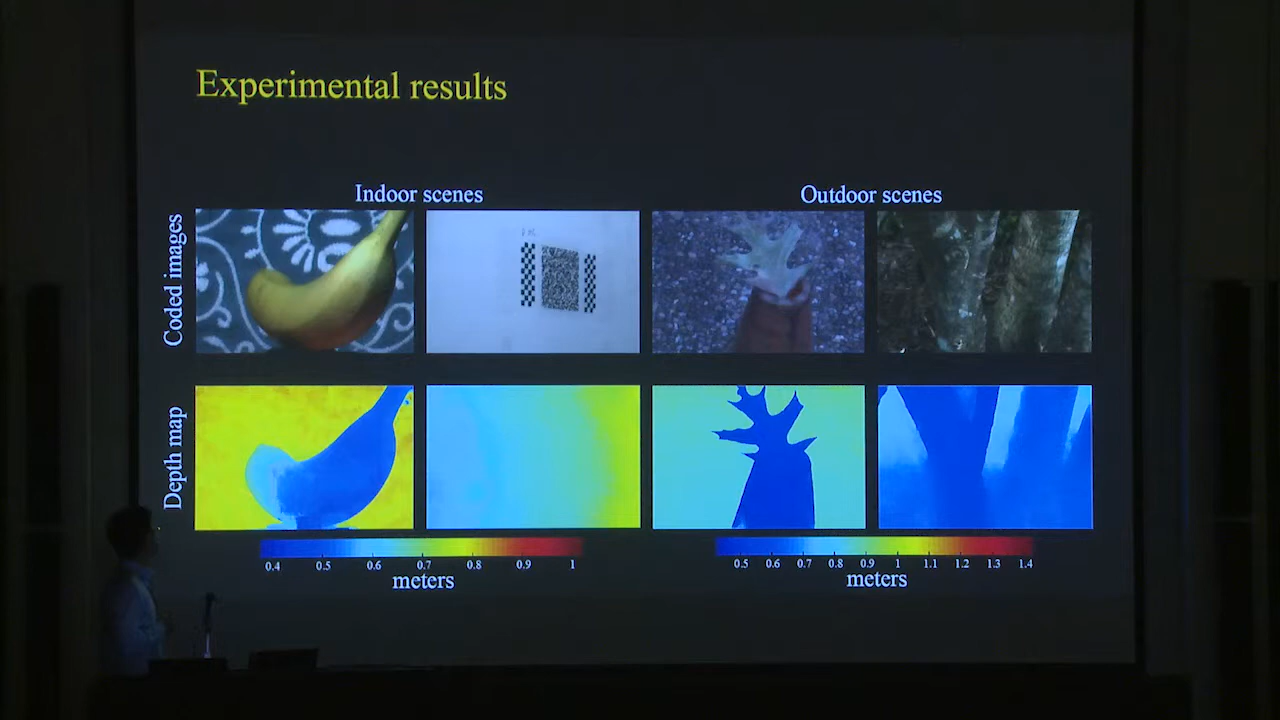 Experimental results
Indoor scenes
Outdoor scenes
Coded images
Depth map
0.4 0.5 0.6 0.7 0.8 0.9 1
meters
0.5 0.6 0.7 0.8 0.9 1 1.1 1.2 1.3 1.4
meters